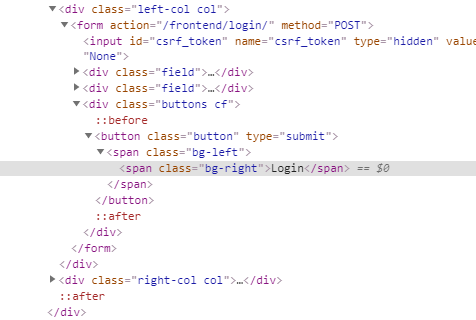 ▼<div class="left-col col">
▼<form action="/frontend/login/" method="POST">
<input id="csrf_token" name="csrf_token" type="hidden" value
"None">
▶<div class="field">…</div>
▶<div class="field">…</div>
▼<div class="buttons cf">
::before
▼<button class="button" type="submit">
▼<span class="bg-left">
<span class="bg-right">Login</span> == $0
</span>
</button>
::after
</div>
</form>
</div>
▶<div class="right-col col">…</div>
::after
</div>